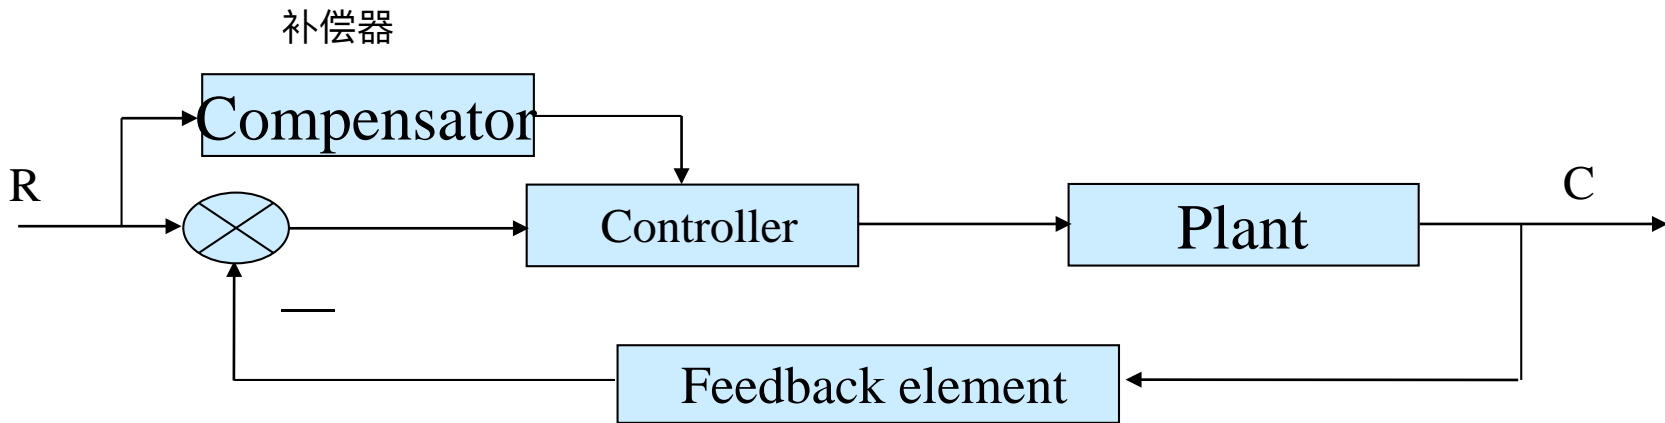 补偿器
Compensator
R
Controller
Plant
C
—
Feedback element